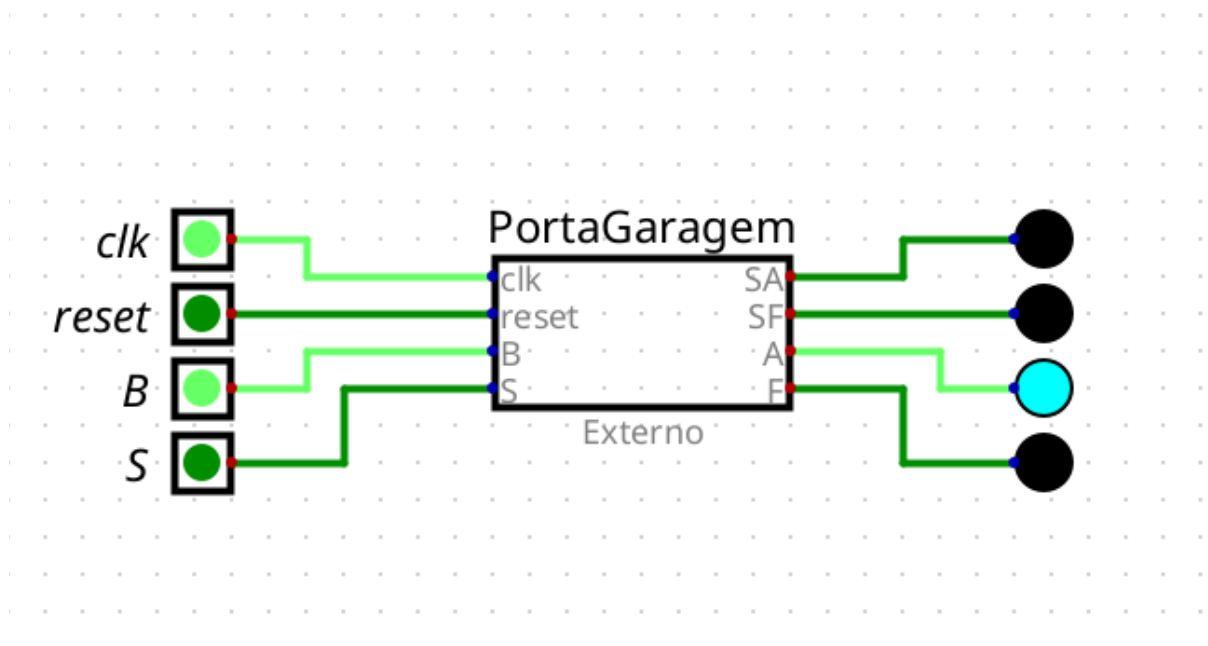 PortaGaragem
clk
reset
B
S
clk
reset
B
S
SA
SF
A
F
Externo